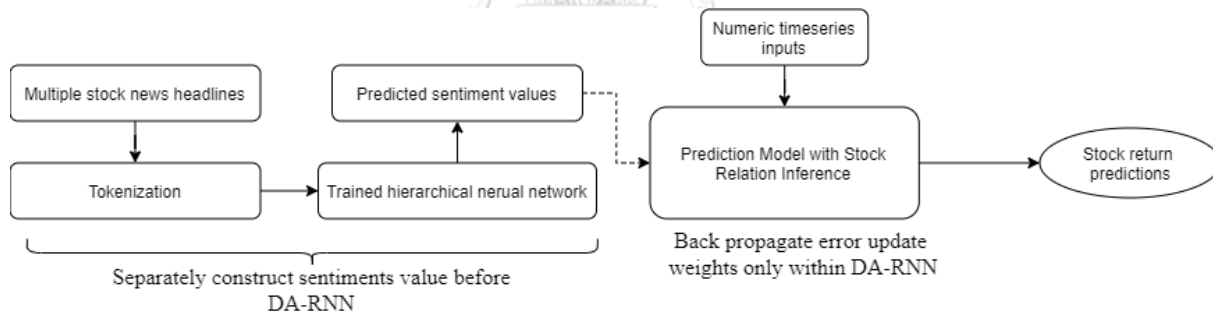 Numeric timeseries
inputs
Multiple stock news headlines
Predicted sentiment values
Prediction Model with Stock
Relation Inference
Stock return
predictions
Tokenization
Trained hierarchical nerual network
Separately construct sentiments value before
DA-RNN
Back propagate error update
weights only within DA-RNN